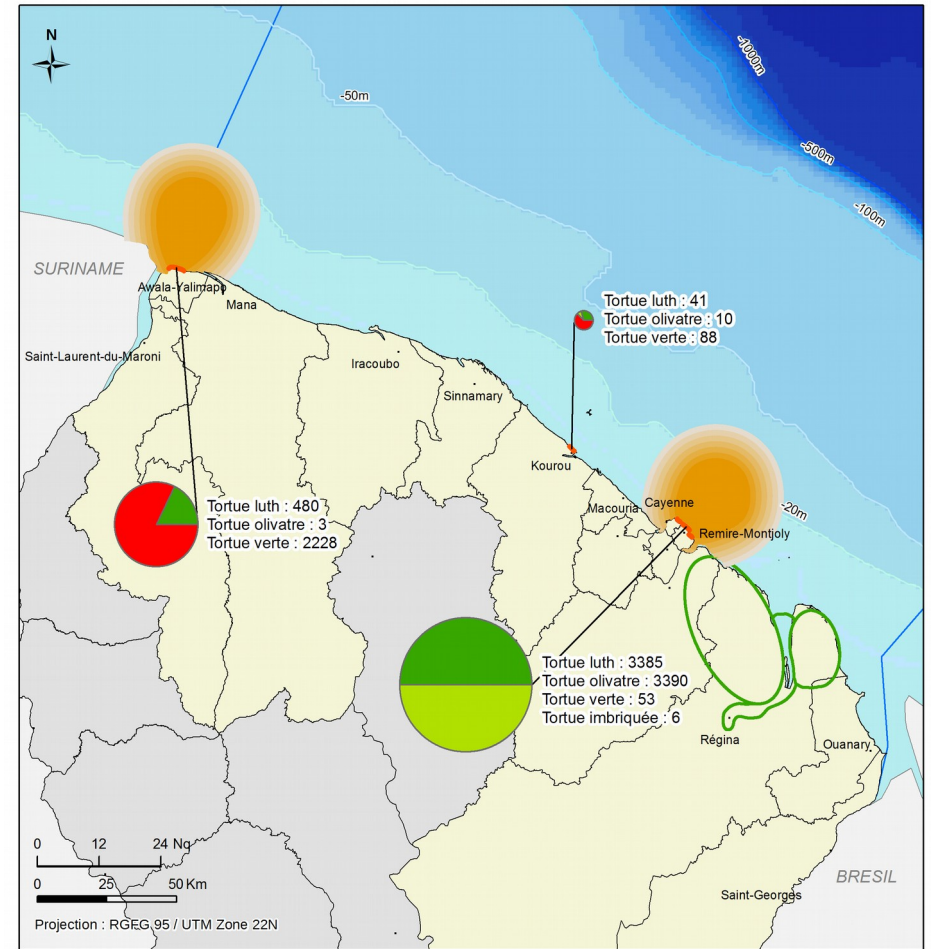 N
-50m
-1000m
-500m
-100m
SURINAME
Awala-Yalimapo
Mana
Tortue luth : 41
Tortue olivatre : 10
Tortue verte : 88
Saint-Laurent-du-Maroni
Iracoubo
Sinnamary
Kourou
Macouria
Cayenne
-20m
Remire-Montjoly
Tortue luth : 480
Tortue olivatre : 3
Tortue verte : 2228
Tortue luth : 3385
Tortue olivatre : 3390
Tortue verte : 53
Tortue imbriquée : 6
Régina
Ouanary
0 12 24 Nq
0 25 50 Km
BRESIL
Saint-Georges
Projection : RGFG 95 / UTM Zone 22N